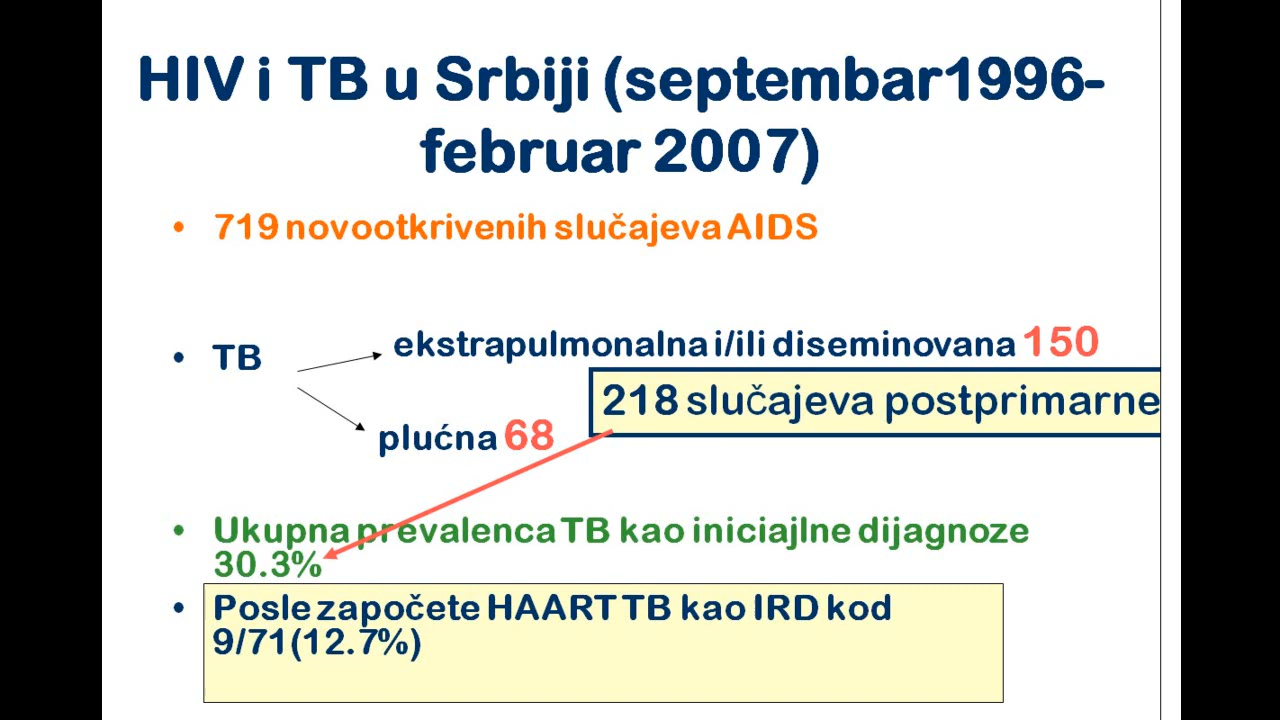 HIV i TB u Srbiji (septembar1996-
februar 2007)
• 719 novootkrivenih slučajeva AIDS
ekstrapulmonalna i/ili diseminovana 150
• TB
218 slučajeva postprimarne
plućna 68
• Ukupna prevalenca TB kao iniciajlne dijagnoze
30.3%
• Posle započete HAART TB kao IRD kod
9/71(12.7%)